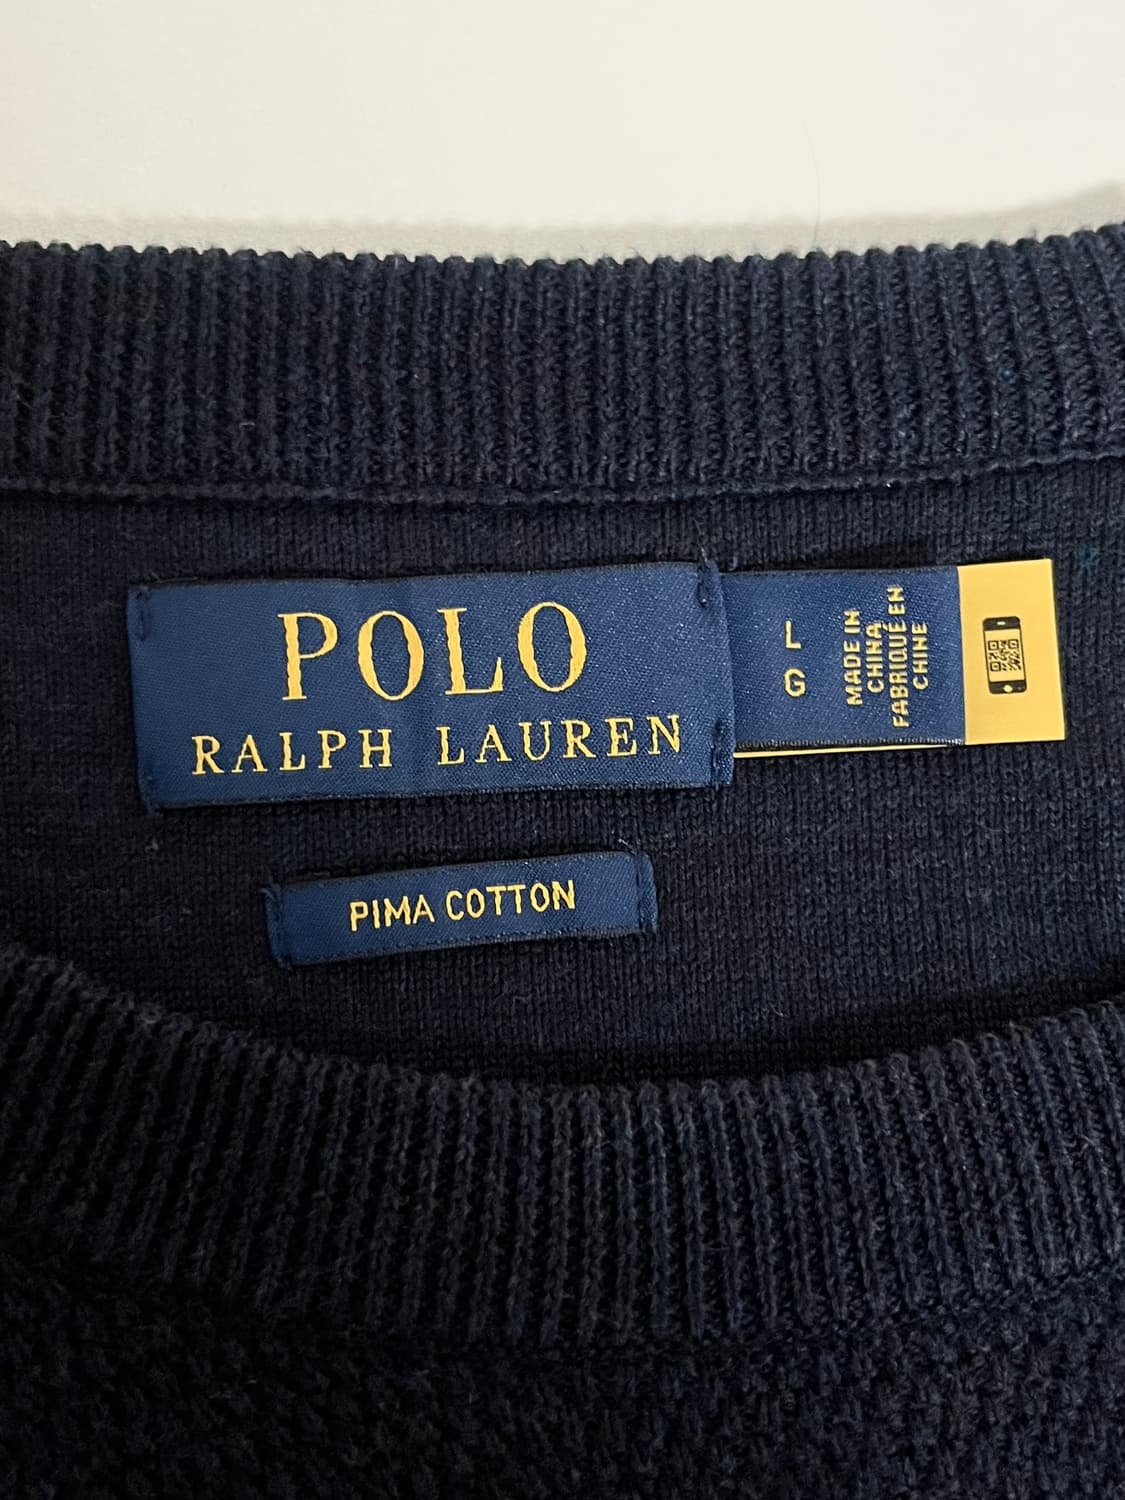 POLO
RALPH LAUREN
L
G
MADE IN
CHINA
FABRIQUÉ EN
CHINE
PIMA COTTON